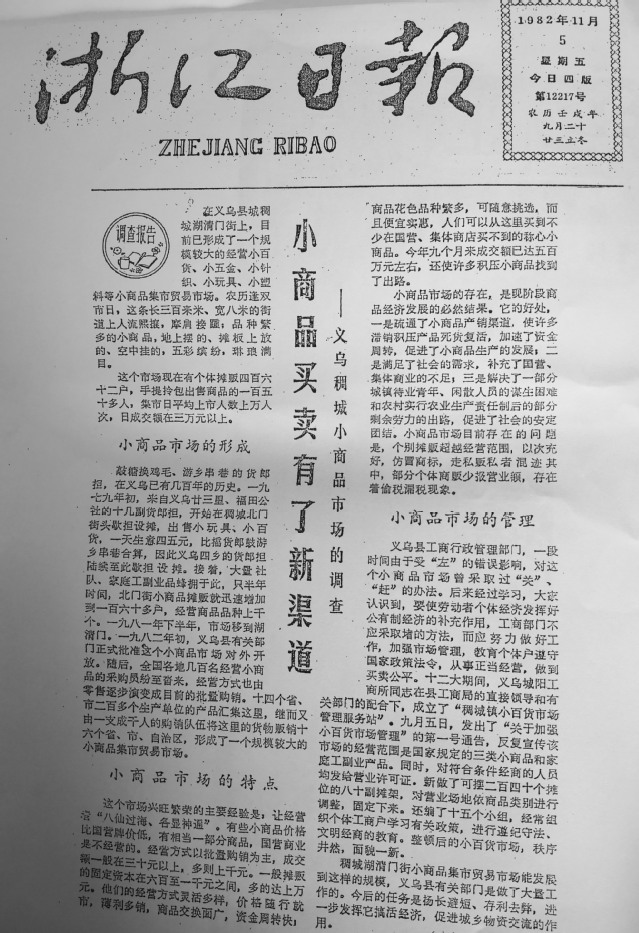 浙江日報
ZHEJIANG RIBAO
1982年11月
5
星期五
今日四版
第12217号
农历壬戌年
九月二十
廿三立冬
调查报告
小商品买卖有了新渠道
——义乌稠城小商品市场的调查
在义乌县城稠
城湖清门街上，目
前已形成了一个规
模较大的经营小百
货、小五金、小针
织、小玩具、小塑
料等小商品集市贸易市场。农历逢双
市日，这条长三百来米、宽八米的街
道上人流熙攘，摩肩接踵；品种繁多
的小商品，地上摆的、摊板上放
的、空中挂的，五彩缤纷，琳琅满
目。
这个市场现在有个体摊贩四百六
十二户，手提拎包出售商品的一百五
十多人，集市日平均上市人数上万人
次，日成交额在三万元以上。
小商品市场的形成
敲糖换鸡毛、游乡串巷的货郎
担，在义乌已有几百年的历史。一九
七九年初，来自义乌廿三里、福田公
社的十几副货郎担，开始在稠城北门
街头歇担设摊，出售小玩具、小百
货，一天生意四五元，比摇货郎鼓游
乡串巷合算，因此义乌四乡的货郎担
陆续至此歇担设摊。接着，大量社
队、家庭工副业品蜂拥于此，只半年
时间，北门街小商品摊贩就迅速增加
到一百六十多户，经营商品品种上千
个。一九八一年下半年，市场移到湖
清门。一九八二年初，义乌县有关部
门正式批准这个小商品市场对外开
放。随后，全国各地几百名经营小商
品的采购员纷至沓来，经营方式也由
零售逐步演变成目前的批量购销。十四个省、
市二百多个生产单位的产品汇集这里，继而又
由一支成千人的购销队伍将这里的货物贩销十
六个省、市、自治区，形成了一个规模较大的
小商品集市贸易市场。
小商品市场的特点
这个市场兴旺繁荣的主要经验是，让经营
者“八仙过海、各显神通”。有些小商品价格
比国营牌价低，有相当一部分商品，国营商业
是不经营的。经营方式以批量购销为主，成交
额一般在三十元以上，多则上千元。一般摊贩
的固定资本在六百至一千元之间，多的达上万
元。他们的经营方式灵活多样，价格随行就
市，薄利多销，商品交换面广，资金周转快；
商品花色品种繁多，可随意挑选，而
且便宜实惠，人们可以从这里买到不
少在国营、集体商店买不到的称心小
商品。今年九个月来成交额已达五百
万元左右，还使许多积压小商品找到
了出路。
小商品市场的存在，是现阶段商
品经济发展的必然结果。它的好处，
一是疏通了小商品产销渠道，使许多
滞销积压产品死货复活，加速了资金
周转，促进了小商品生产的发展；二
是满足了社会的需求，补充了国营、
集体商业的不足；三是解决了一部分
城镇待业青年、闲散人员的谋生困难
和农村实行农业生产责任制后的部分
剩余劳力的出路，促进了社会的安定
团结。小商品市场目前存在的问题
是，个别摊贩超越经营范围，以次充
好，仿置商标，走私贩私者混迹其
中，部分个体商贩少报营业额，存在
着偷税漏税现象。
小商品市场的管理
义乌县工商行政管理部门，一段
时间由于受“左”的错误影响，对这
个小商品市场曾采取过“关”、
“赶”的办法。后来经过学习，大家
认识到，要使劳动者个体经济发挥好
公有制经济的补充作用，工商部门不
应采取堵的方法，而应努力做好工
作，加强市场管理，教育个体户遵守
国家政策法令，从事正当经营，做到
买卖公平。十二大期间，义乌城阳工
商所同志在县工商局的直接领导和有
关部门的配合下，成立了“稠城镇小百货市场
管理服务站”。九月五日，发出了“关于加强
小百货市场管理”的第一号通告，反复宣传该
市场的经营范围是国家规定的三类小商品和家
庭工副业产品。同时，对符合条件经商的人员
均发给营业许可证。新做了可摆二百四十个摊
位的八十副摊架，对营业场地依商品类别进行
调整，固定下来。还编了十五个小组，经常组
织个体工商户学习有关政策，进行遵纪守法、
文明经商的教育。整顿后的小百货市场，秩序
井然，面貌一新。
稠城湖清门街小商品集市贸易市场能发展
到这样的规模，义乌县有关部门是做了大量工
作的。今后的任务是扬长避短、存利去弊，进
一步发挥它搞活经济，促进城乡物资交流的作
用。